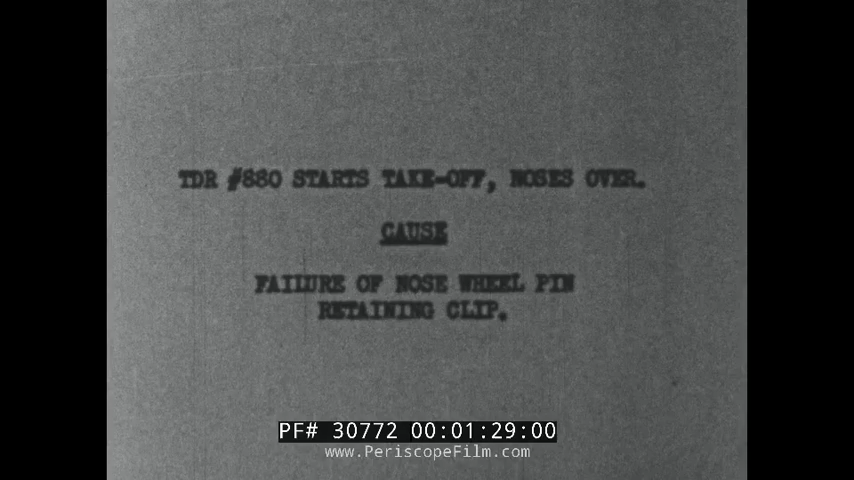 TDR #880 STARTS TAKE-OFF, NOSES OVER.
CAUSE
FAILURE OF NOSE WHEEL PIN
RETAINING CLIP.
PF# 30772 00:01:29:00
www.PeriscopeFilm.com